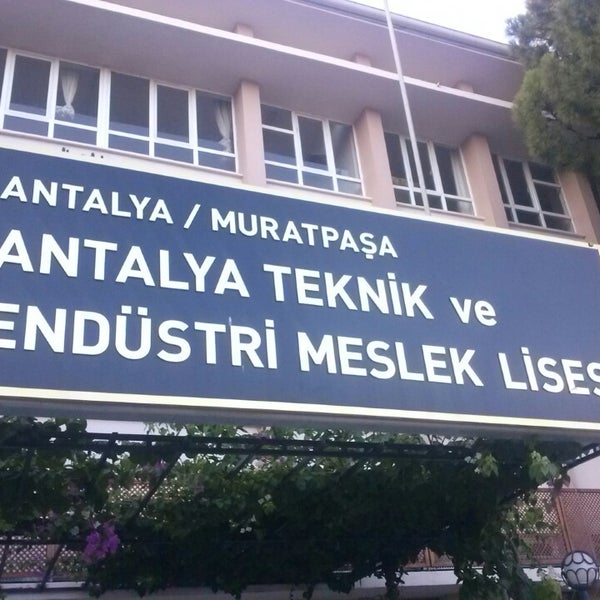 ANTALYA / MURATPAŞA
ANTALYA TEKNİK ve
ENDÜSTRİ MESLEK LİSES